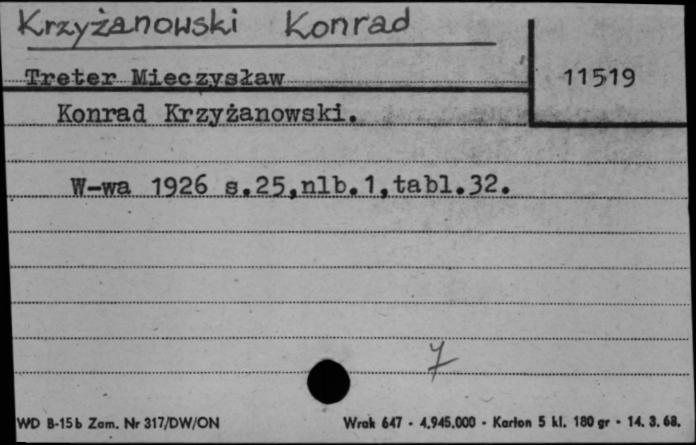 Krzyżanowski Konrad
Treter Mieczysław
11519
Konrad Krzyżanowski.
W-wa 1926 s.25,nlb.1,tabl.32.
7
WD B-15b Zam. Nr 317/DW/ON
Wrak 647 - 4.945.000 - Karton 5 kl. 180 gr - 14. 3. 68.